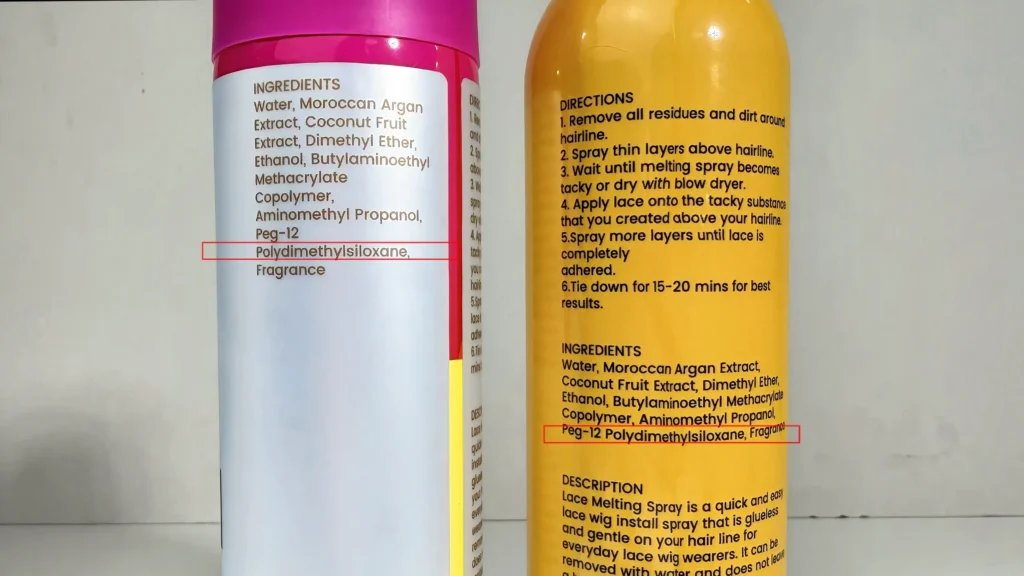 INGREDIENTS
Water, Moroccan Argan
Extract, Coconut Fruit
Extract, Dimethyl Ether,
Ethanol, Butylaminoethyl
Methacrylate
Copolymer,
Aminomethyl Propanol,
Peg-12
Polydimethylsiloxane,
Fragrance
DIRECTIONS
1. Remove all residues and dirt around
hairline.
2. Spray thin layers above hairline.
3. Wait until melting spray becomes
tacky or dry with blow dryer.
4. Apply lace onto the tacky substance
that you created above your hairline.
5.Spray more layers until lace is
completely
adhered.
6.Tie down for 15-20 mins for best
results.
INGREDIENTS
Water, Moroccan Argan Extract,
Coconut Fruit Extract, Dimethyl Ether,
Ethanol, Butylaminoethyl Methacrylate
Copolymer, Aminomethyl Propanol,
Peg-12 Polydimethylsiloxane, Fragrance
DESCRIPTION
Lace Melting Spray is a quick and easy
lace wig install spray that is glueless
and gentle on your hair line for
everyday lace wig wearers. It can be
removed with water and does not leave